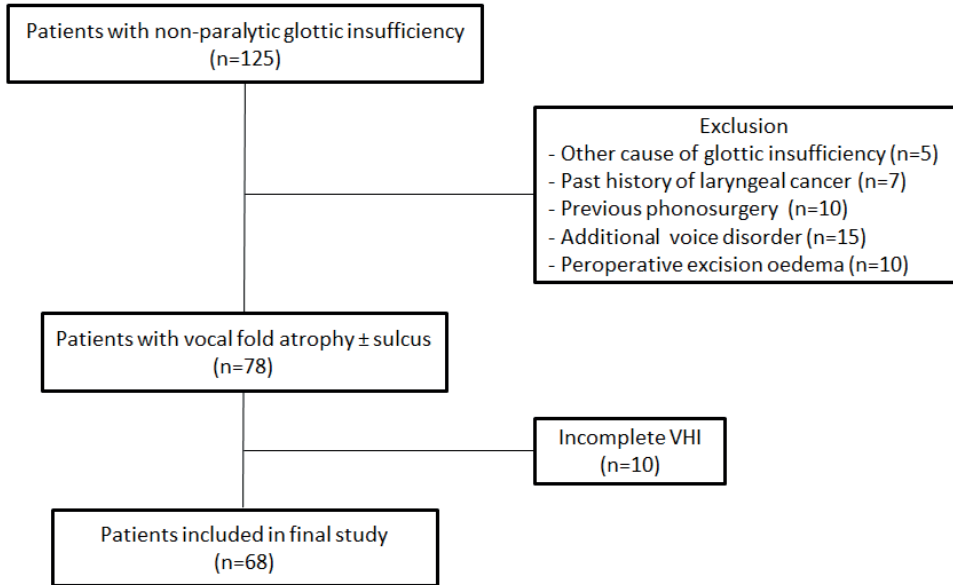 Patients with non-paralytic glottic insufficiency
(n=125)
Exclusion
- Other cause of glottic insufficiency (n=5)
- Past history of laryngeal cancer (n=7)
- Previous phonosurgery (n=10)
- Additional voice disorder (n=15)
- Peroperative excision oedema (n=10)
Patients with vocal fold atrophy ± sulcus
(n=78)
Incomplete VHI
(n=10)
Patients included in final study
(n=68)